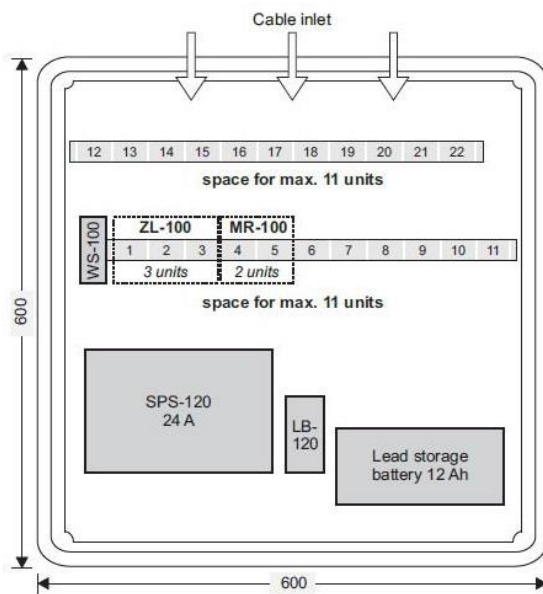 Cable inlet
12 13 14 15 16 17 18 19 20 21 22
space for max. 11 units
WS-100
ZL-100 MR-100
1 2 3 4 5 6 7 8 9 10 11
3 units 2 units
space for max. 11 units
600
SPS-120
24 A
LB-
120
Lead storage
battery 12 Ah
600